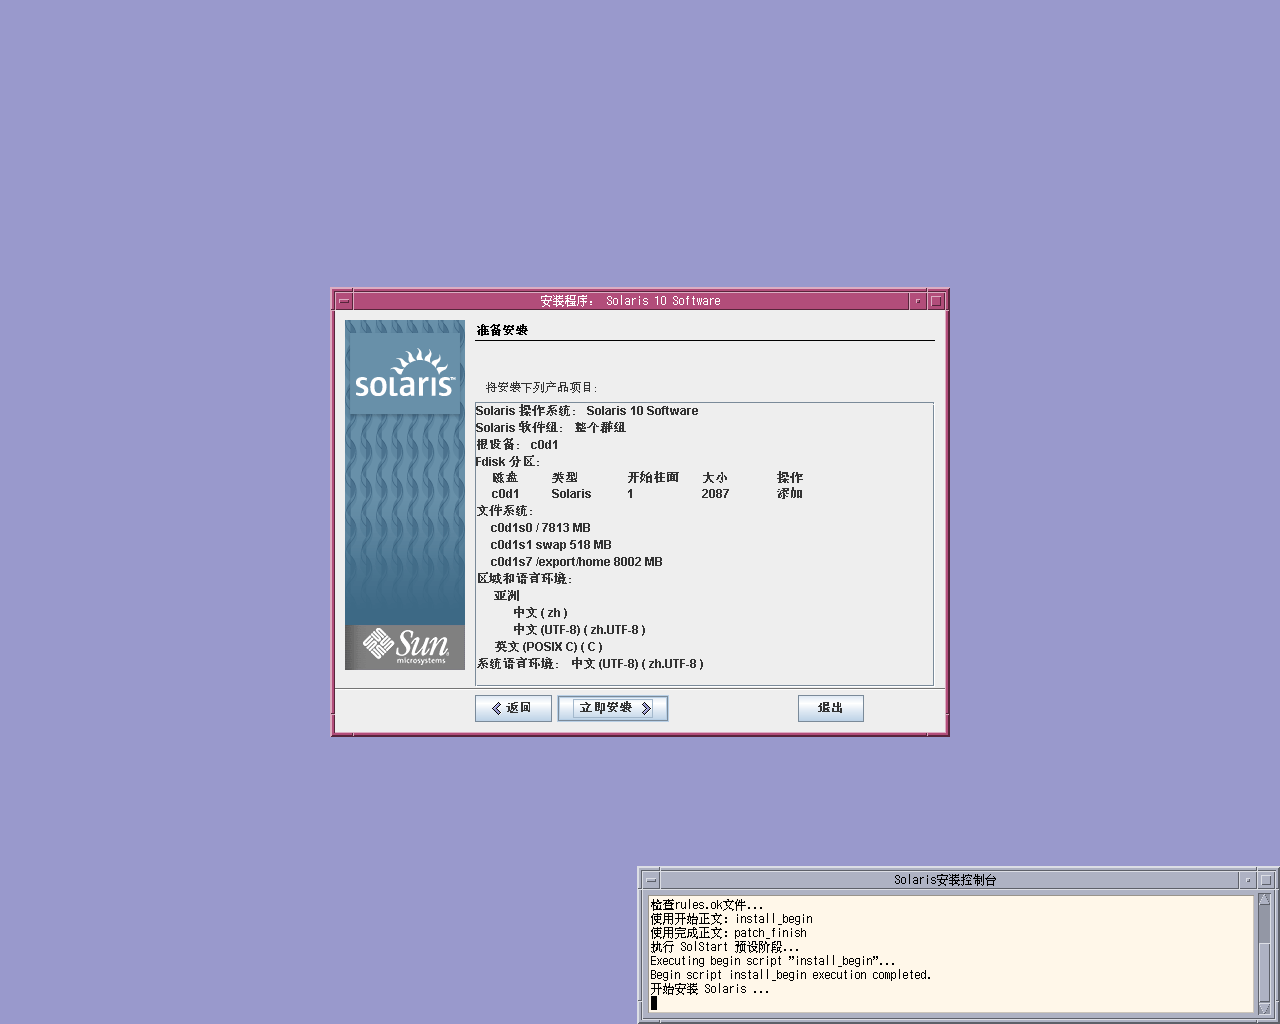 安装程序： Solaris 10 Software
solaris™
准备安装
将安装下列产品项目：
Solaris 操作系统： Solaris 10 Software
Solaris 软件组： 整个群组
根设备： c0d1
Fdisk 分区：
磁盘 类型 开始柱面 大小 操作
c0d1 Solaris 1 2087 添加
文件系统：
c0d1s0 / 7813 MB
c0d1s1 swap 518 MB
c0d1s7 /export/home 8002 MB
区域和语言环境：
亚洲
中文 ( zh )
中文 (UTF-8) ( zh.UTF-8 )
英文 (POSIX C) ( C )
系统语言环境： 中文 (UTF-8) ( zh.UTF-8 )
Sun
microsystems
返回 立即安装 退出
Solaris安装控制台
检查rules.ok文件...
使用开始正文：install_begin
使用完成正文：patch_finish
执行 SolStart 预设阶段...
Executing begin script "install_begin"...
Begin script install_begin execution completed.
开始安装 Solaris ...